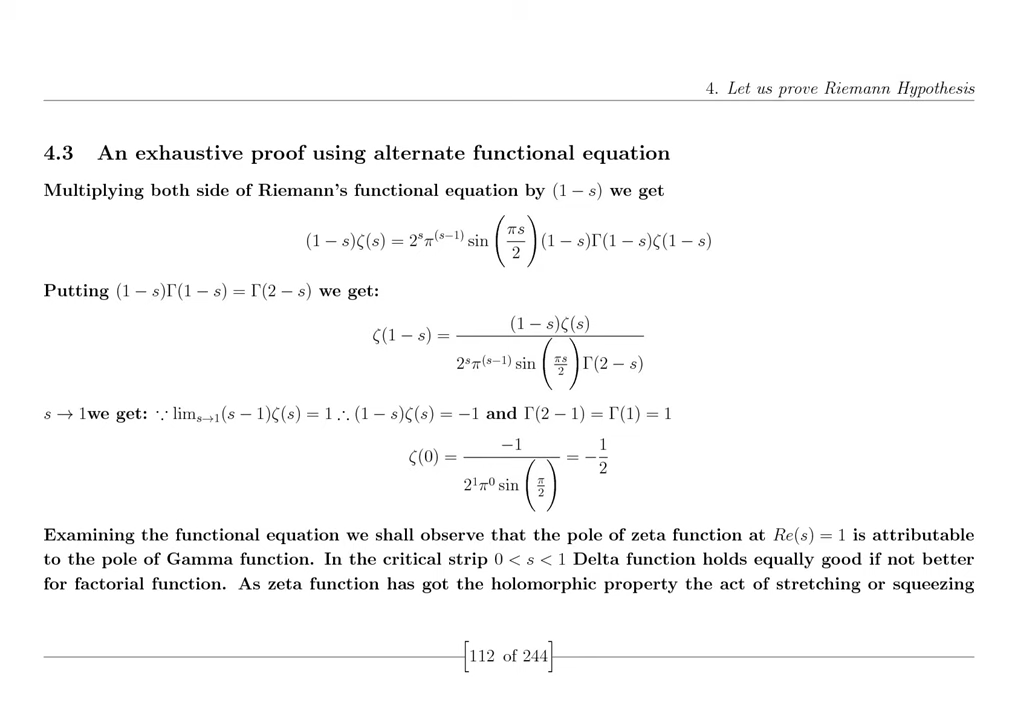 4. Let us prove Riemann Hypothesis
4.3 An exhaustive proof using alternate functional equation
Multiplying both side of Riemann's functional equation by (1 − s) we get
(1 − s)ζ(s) = 2^s π^(s−1) sin(πs/2)(1 − s)Γ(1 − s)ζ(1 − s)
Putting (1 − s)Γ(1 − s) = Γ(2 − s) we get:
ζ(1 − s) = (1 − s)ζ(s) / 2^s π^(s−1) sin(πs/2)Γ(2 − s)
s → 1we get: ∵ lim_{s→1}(s − 1)ζ(s) = 1 ∴ (1 − s)ζ(s) = −1 and Γ(2 − 1) = Γ(1) = 1
ζ(0) = −1 / 2^1 π^0 sin(π/2) = −1/2
Examining the functional equation we shall observe that the pole of zeta function at Re(s) = 1 is attributable
to the pole of Gamma function. In the critical strip 0 < s < 1 Delta function holds equally good if not better
for factorial function. As zeta function has got the holomorphic property the act of stretching or squeezing
[112 of 244]